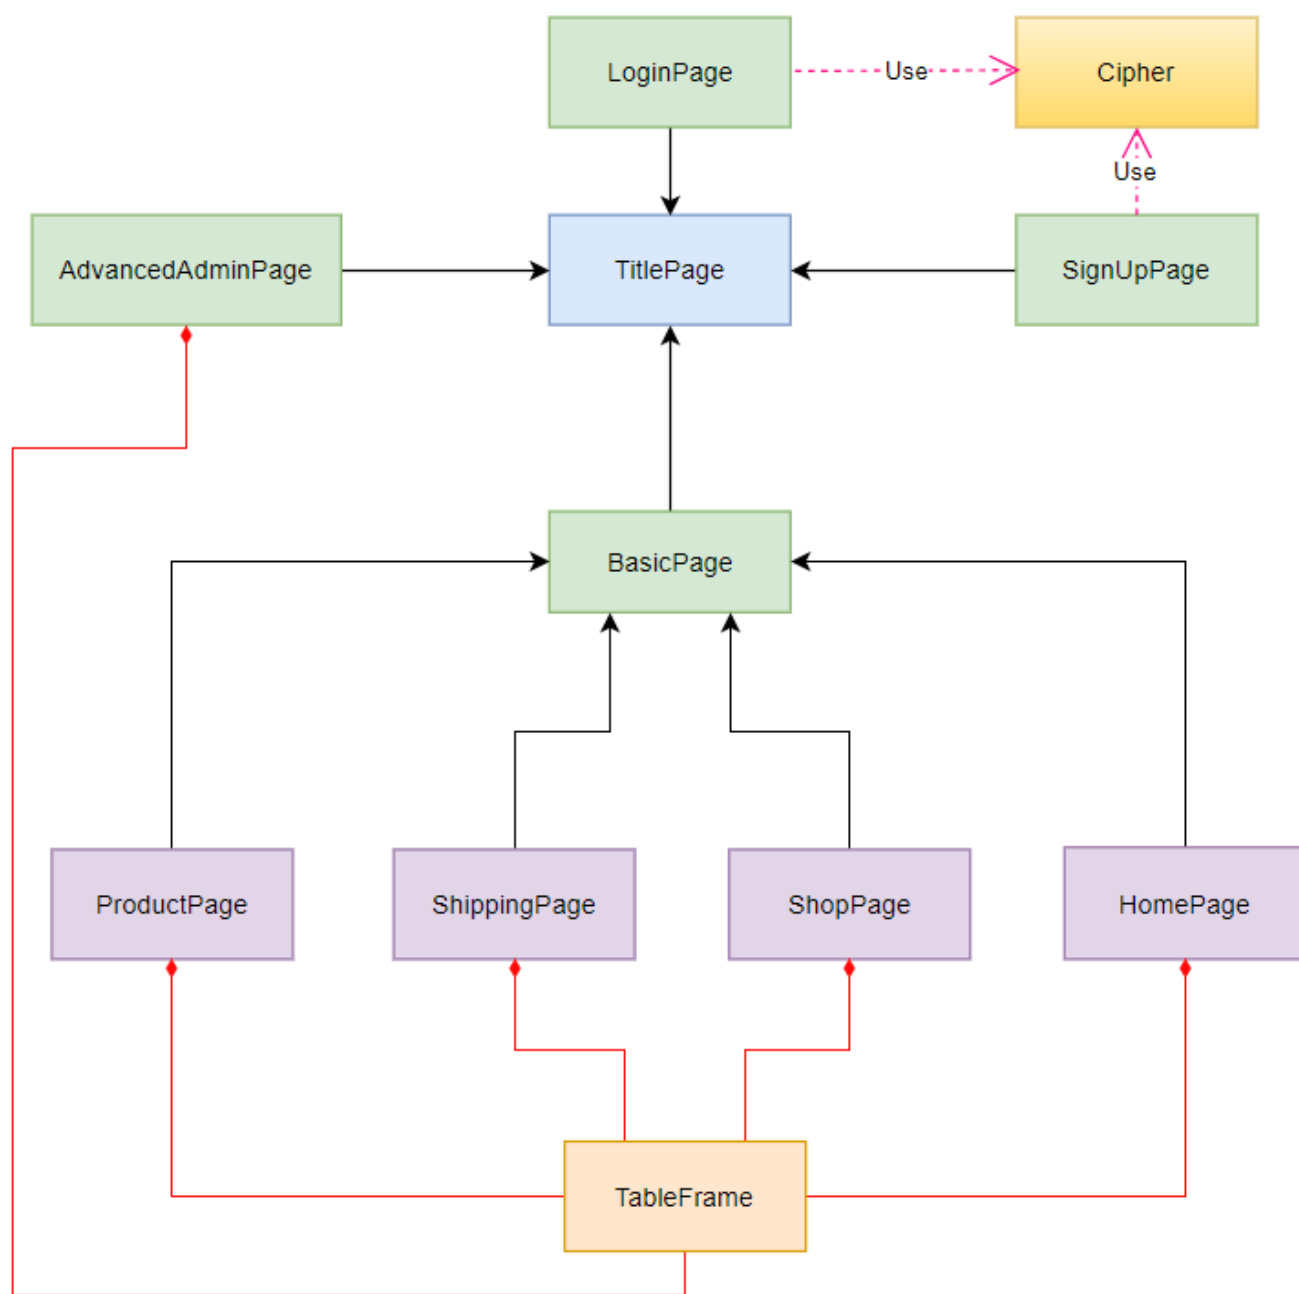 LoginPage
Use
Cipher
Use
AdvancedAdminPage
TitlePage
SignUpPage
BasicPage
ProductPage
ShippingPage
ShopPage
HomePage
TableFrame